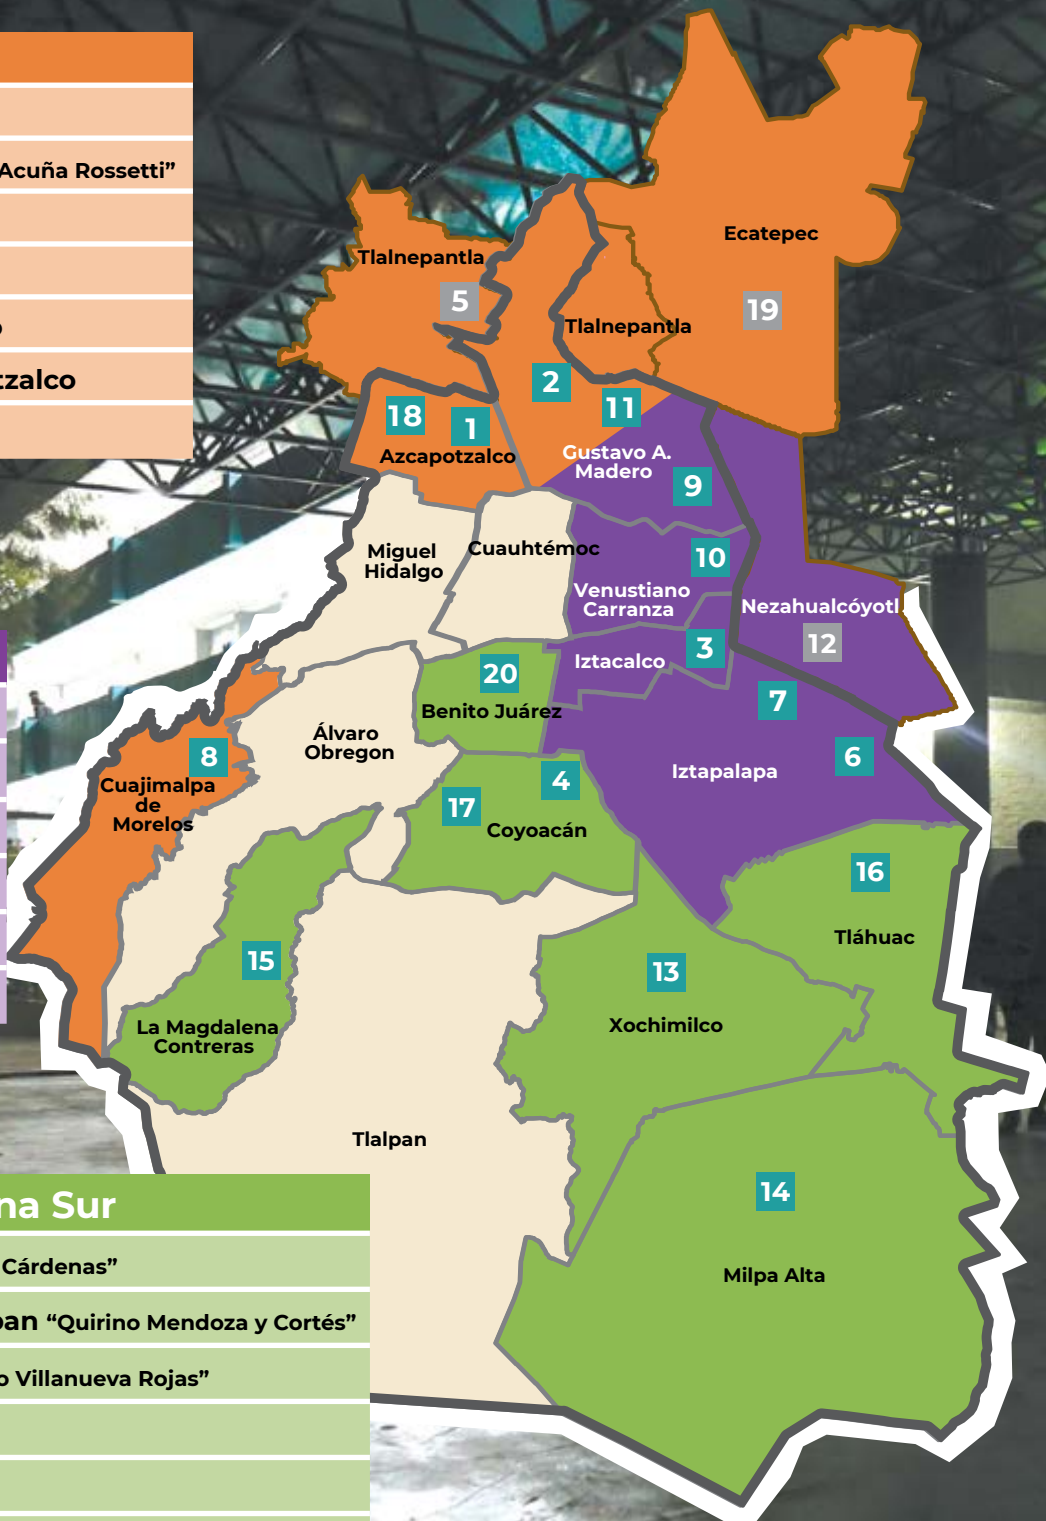 Acuña Rossetti”
o
tzalco
Ecatepec
19
Tlalnepantla
5
Tlalnepantla
2
11
18
1
Azcapotzalco
Gustavo A.
Madero
9
Miguel
Hidalgo
Cuauhtémoc
10
Venustiano
Carranza
Nezahualcóyotl
12
Iztacalco
3
20
Benito Juárez
7
Álvaro
Obregon
8
Cuajimalpa
de
Morelos
Iztapalapa
6
4
17
Coyoacán
16
Tláhuac
15
13
Xochimilco
La Magdalena
Contreras
Tlalpan
14
Milpa Alta
na Sur
Cárdenas”
pan “Quirino Mendoza y Cortés”
o Villanueva Rojas”